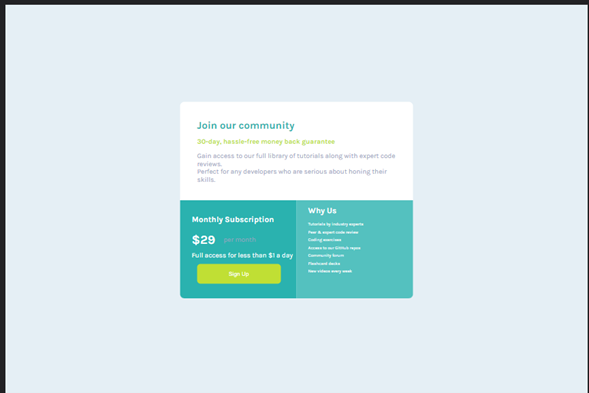 Join our community
30-day, hassle-free money back guarantee
Gain access to our full library of tutorials along with expert code
reviews.
Perfect for any developers who are serious about honing their
skills.
Monthly Subscription
$29 per month
Full access for less then $1 a day
Sign Up
Why Us
Tutorials by industry experts
Peer & expert code review
Coding exercises
Access to our GitHub repos
Community forum
Flashcard decks
New videos every week